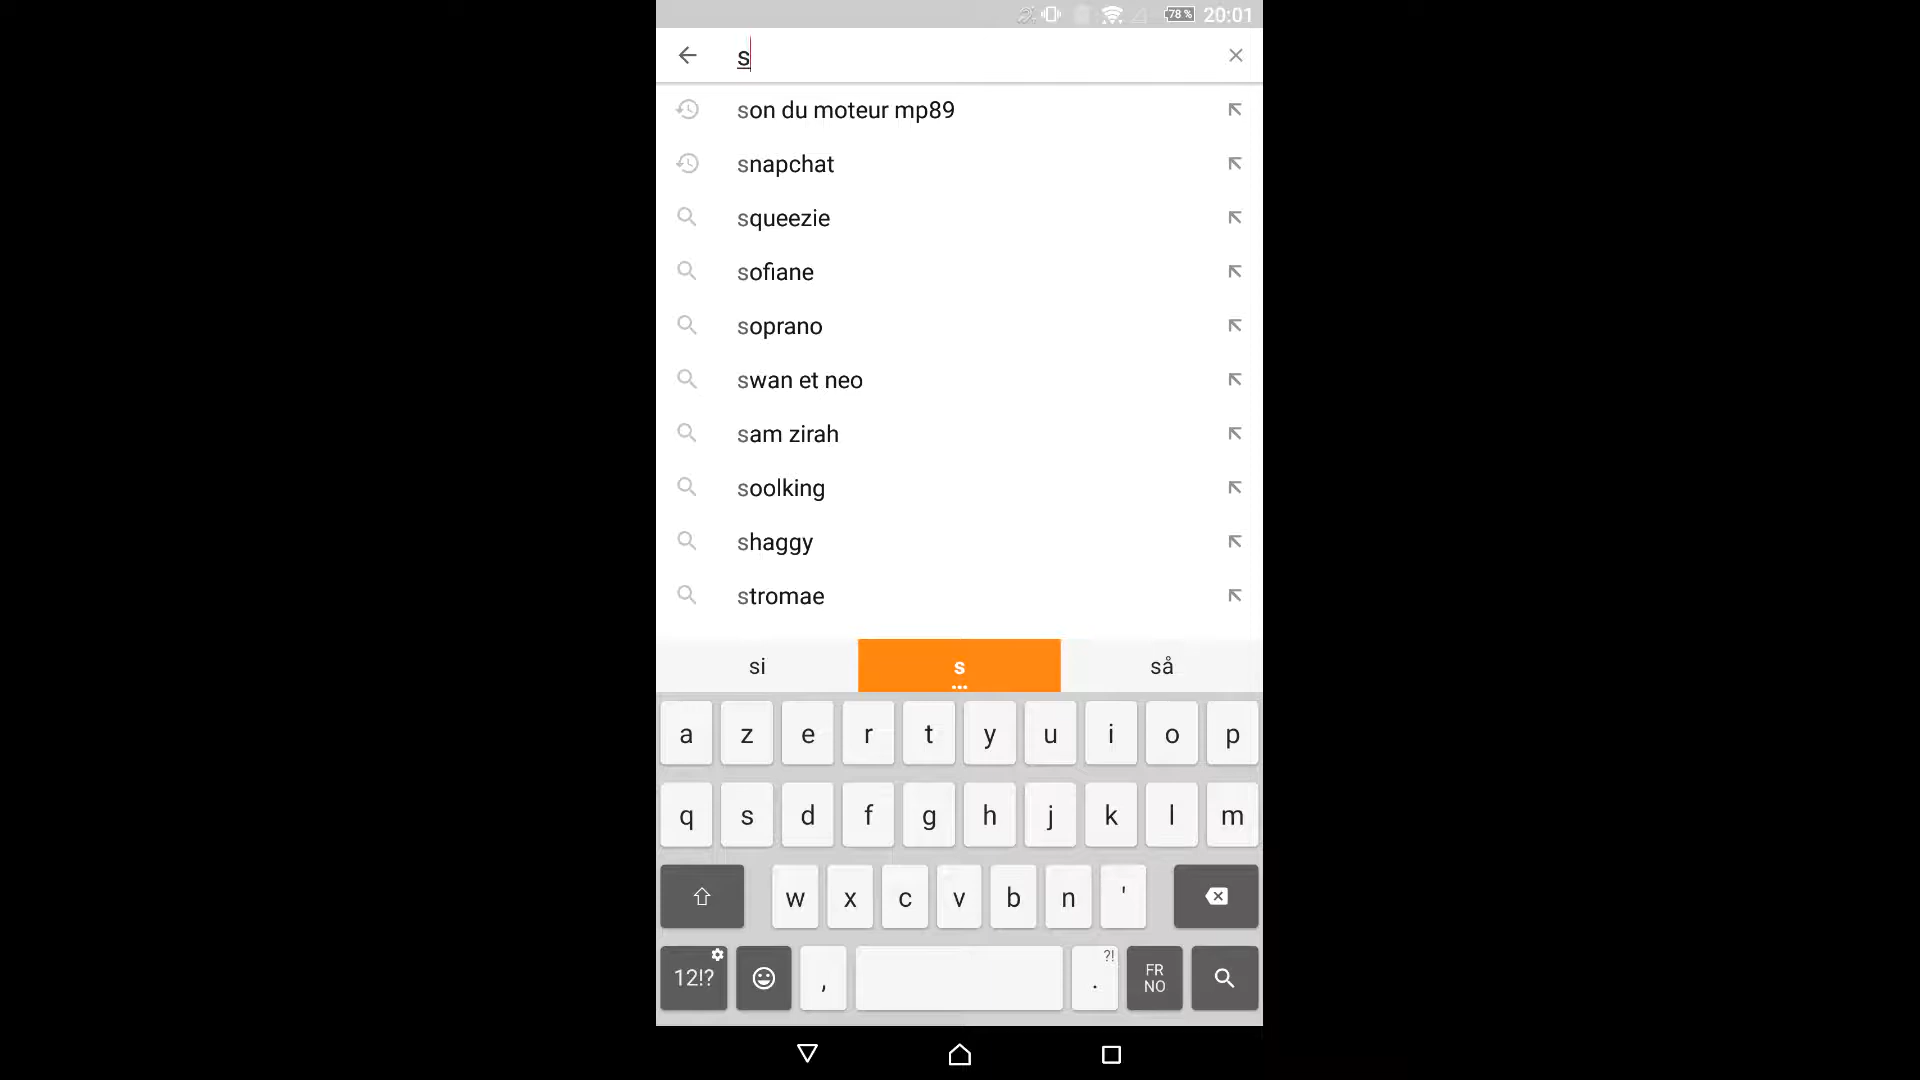 78 % 20:01
s
son du moteur mp89
snapchat
squeezie
sofiane
soprano
swan et neo
sam zirah
soolking
shaggy
stromae
si s så
a z e r t y u i o p
q s d f g h j k l m
w x c v b n '
12!? , . ?! FR NO